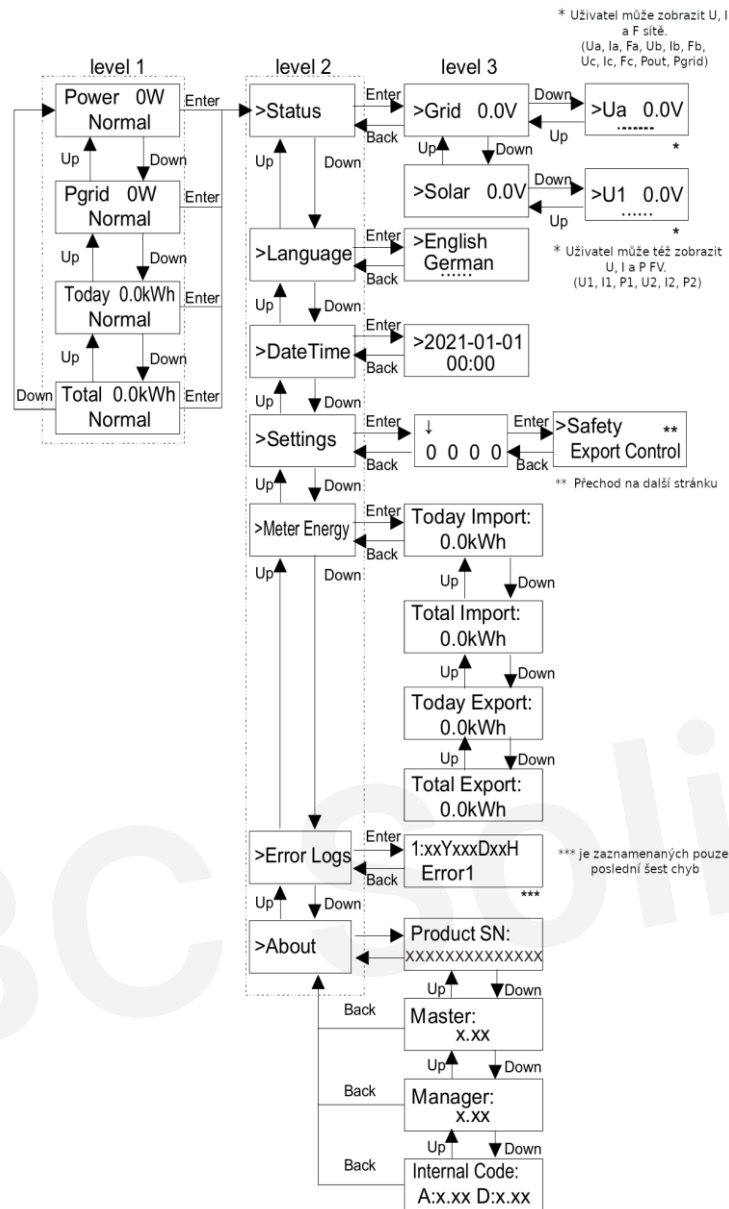 * Uživatel může zobrazit U, I
a F sítě.
(Ua, Ia, Fa, Ub, Ib, Fb,
Uc, Ic, Fc, Pout, Pgrid)
level 1
level 2
level 3
Power 0W
Normal
Enter
>Status
Enter
Back
>Grid 0.0V
Down
Up
>Ua 0.0V
.......
*
Up
Down
Up
Down
Up
Down
Pgrid 0W
Normal
Enter
>Solar 0.0V
Down
Up
>U1 0.0V
......
*
* Uživatel může též zobrazit
U, I a P FV.
(U1, I1, P1, U2, I2, P2)
Up
Down
>Language
Enter
Back
>English
German
......
Today 0.0kWh
Normal
Enter
Up
Down
>DateTime
Enter
Back
>2021-01-01
00:00
Up
Down
Down
Total 0.0kWh
Normal
Enter
Up
Down
>Settings
Enter
Back
↓
0 0 0 0
Enter
Back
>Safety **
Export Control
** Přechod na další stránku
Up
Down
>Meter Energy
Enter
Back
Today Import:
0.0kWh
Up
Down
Up
Down
Total Import:
0.0kWh
Up
Down
Today Export:
0.0kWh
Up
Down
Total Export:
0.0kWh
>Error Logs
Enter
Back
1:xxYxxxDxxH
Error1
***
*** je zaznamenaných pouze
poslední šest chyb
Up
Down
>About
Product SN:
XXXXXXXXXXXXXX
Up
Down
Back
Master:
x.xx
Up
Down
Back
Manager:
x.xx
Up
Down
Back
Internal Code:
A:x.xx D:x.xx
BC Soli